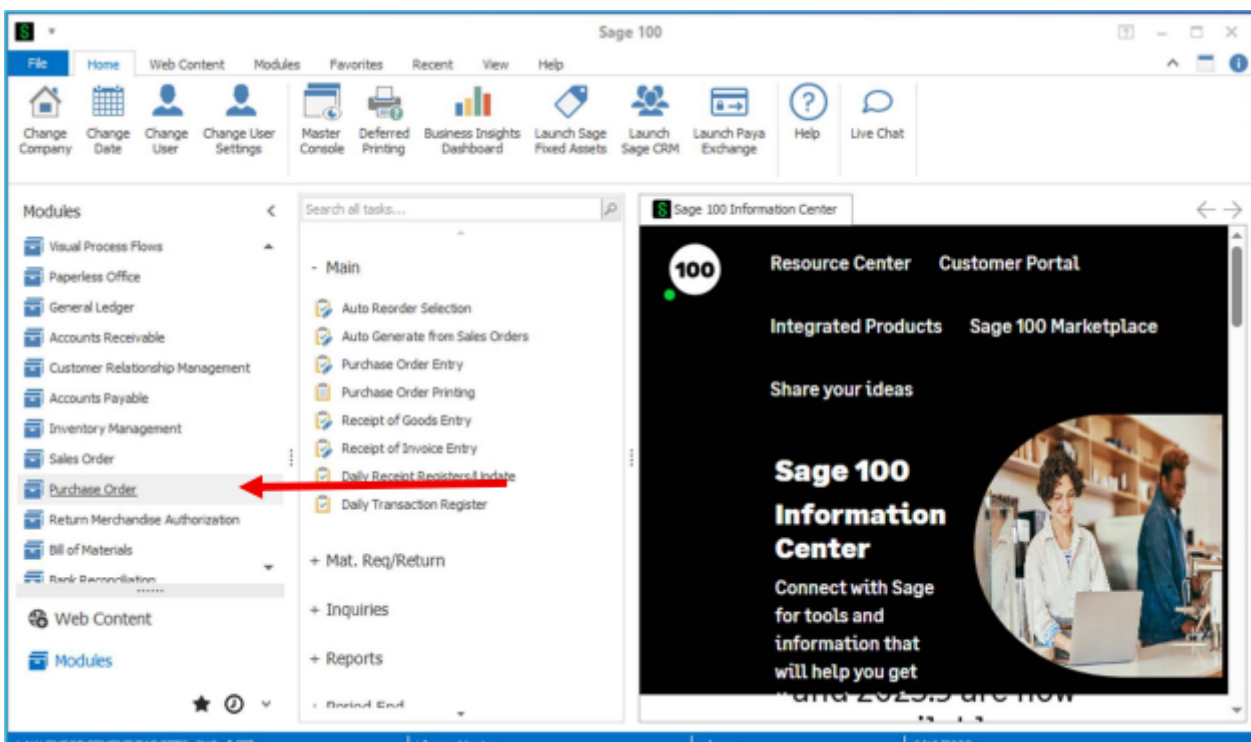 Sage 100
File Home Web Content Modules Favorites Recent View Help
Change Company
Change Date
Change User
Change User Settings
Master Console
Deferred Printing
Business Insights Dashboard
Launch Sage Fixed Assets
Launch Sage CRM
Launch Paya Exchange
Help
Live Chat
Modules
Visual Process Flows
Paperless Office
General Ledger
Accounts Receivable
Customer Relationship Management
Accounts Payable
Inventory Management
Sales Order
Purchase Order
Return Merchandise Authorization
Bill of Materials
Bank Reconciliation
Web Content
Modules
Search all tasks...
- Main
Auto Reorder Selection
Auto Generate from Sales Orders
Purchase Order Entry
Purchase Order Printing
Receipt of Goods Entry
Receipt of Invoice Entry
Daily Receipt Registers/Update
Daily Transaction Register
+ Mat. Req/Return
+ Inquiries
+ Reports
+ Period End
Sage 100 Information Center
100
Resource Center Customer Portal
Integrated Products Sage 100 Marketplace
Share your ideas
Sage 100
Information
Center
Connect with Sage
for tools and
information that
will help you get